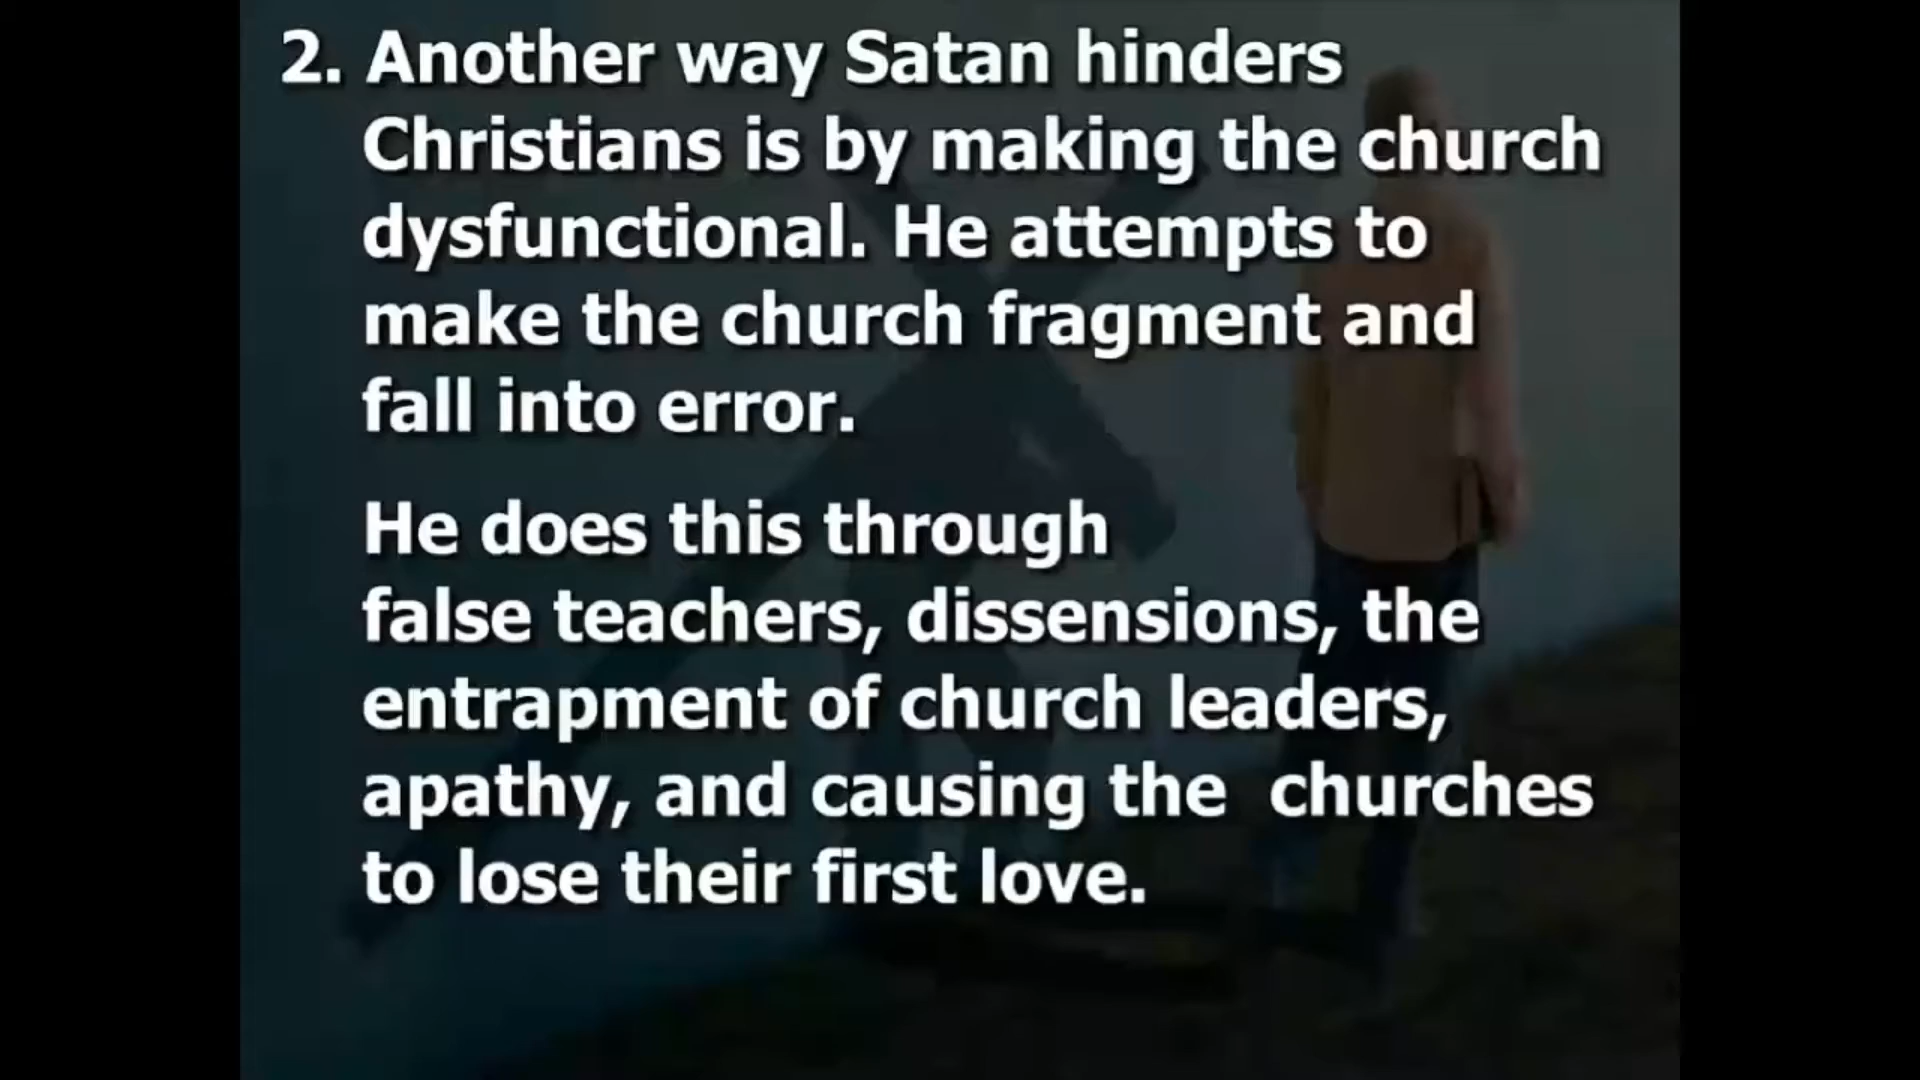 2. Another way Satan hinders
Christians is by making the church
dysfunctional. He attempts to
make the church fragment and
fall into error.
He does this through
false teachers, dissensions, the
entrapment of church leaders,
apathy, and causing the  churches
to lose their first love.